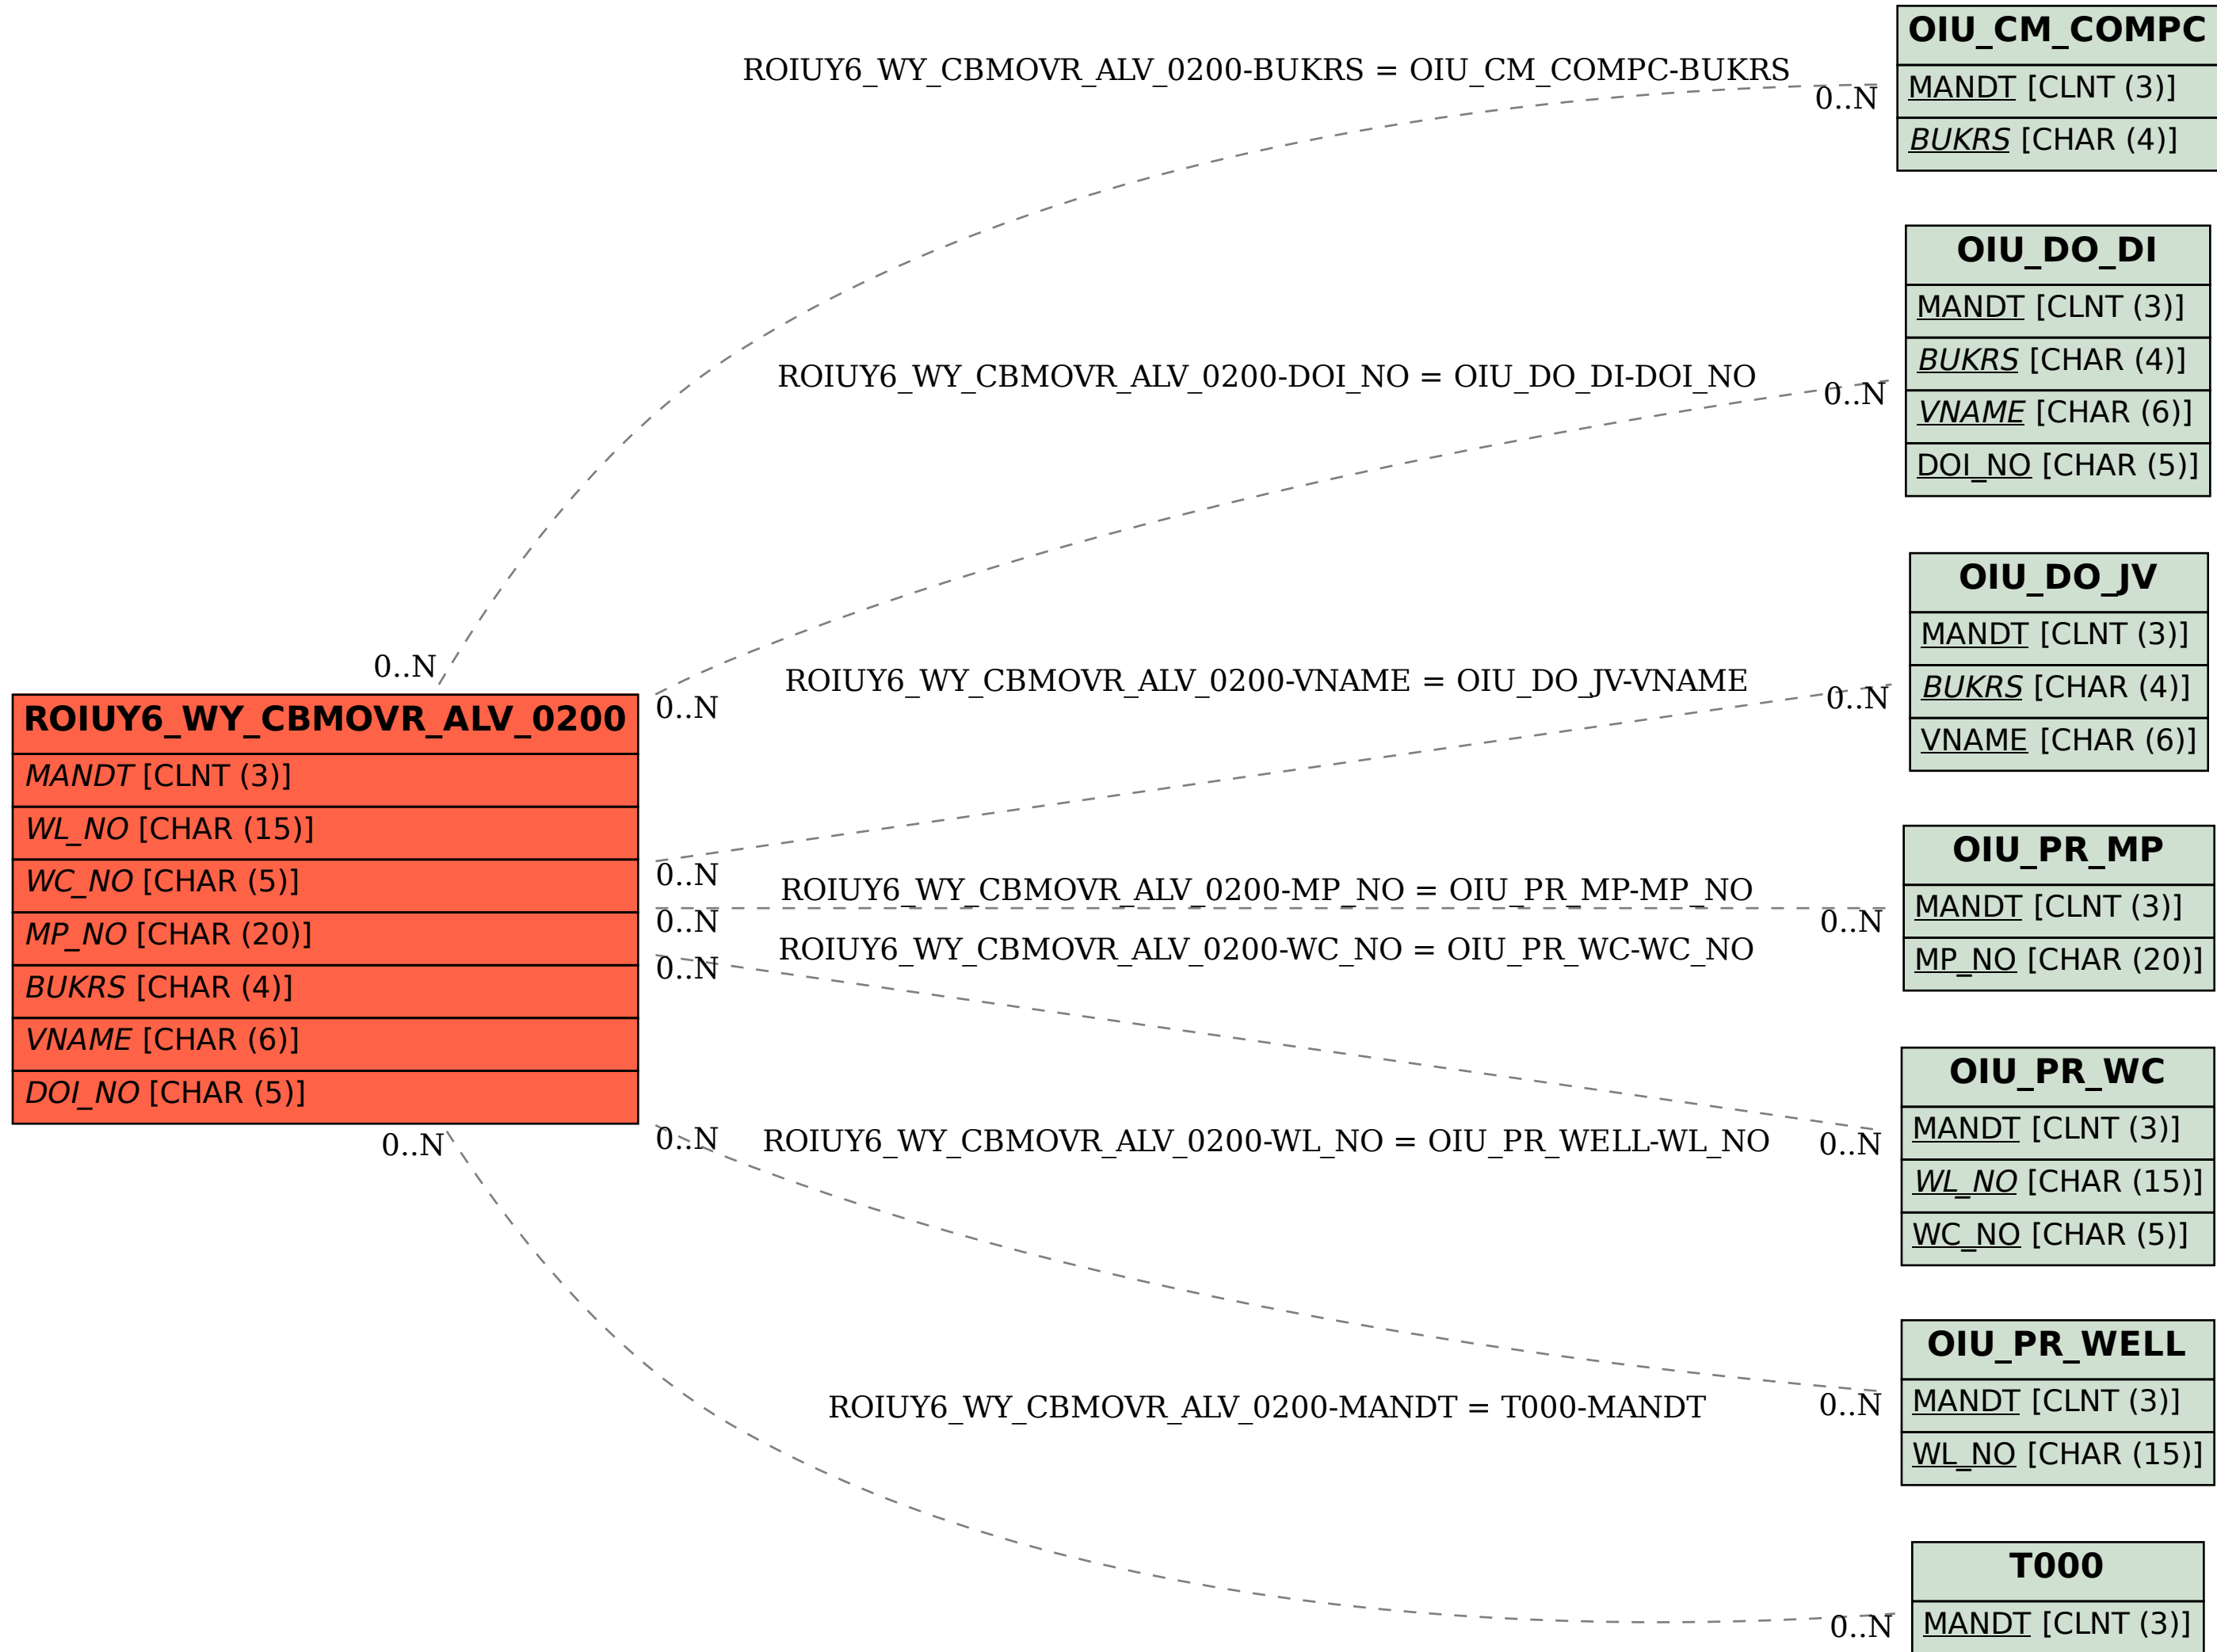 OIU_CM_COMPC
MANDT [CLNT (3)]
BUKRS [CHAR (4)]
ROIUY6_WY_CBMOVR_ALV_0200-BUKRS = OIU_CM_COMPC-BUKRS
0..N
0..N
OIU_DO_DI
MANDT [CLNT (3)]
BUKRS [CHAR (4)]
VNAME [CHAR (6)]
DOI_NO [CHAR (5)]
ROIUY6_WY_CBMOVR_ALV_0200-DOI_NO = OIU_DO_DI-DOI_NO
0..N
0..N
OIU_DO_JV
MANDT [CLNT (3)]
BUKRS [CHAR (4)]
VNAME [CHAR (6)]
ROIUY6_WY_CBMOVR_ALV_0200-VNAME = OIU_DO_JV-VNAME
0..N
0..N
ROIUY6_WY_CBMOVR_ALV_0200
MANDT [CLNT (3)]
WL_NO [CHAR (15)]
WC_NO [CHAR (5)]
MP_NO [CHAR (20)]
BUKRS [CHAR (4)]
VNAME [CHAR (6)]
DOI_NO [CHAR (5)]
ROIUY6_WY_CBMOVR_ALV_0200-MP_NO = OIU_PR_MP-MP_NO
0..N
0..N
OIU_PR_MP
MANDT [CLNT (3)]
MP_NO [CHAR (20)]
ROIUY6_WY_CBMOVR_ALV_0200-WC_NO = OIU_PR_WC-WC_NO
0..N
0..N
OIU_PR_WC
MANDT [CLNT (3)]
WL_NO [CHAR (15)]
WC_NO [CHAR (5)]
ROIUY6_WY_CBMOVR_ALV_0200-WL_NO = OIU_PR_WELL-WL_NO
0..N
0..N
OIU_PR_WELL
MANDT [CLNT (3)]
WL_NO [CHAR (15)]
ROIUY6_WY_CBMOVR_ALV_0200-MANDT = T000-MANDT
0..N
0..N
T000
MANDT [CLNT (3)]